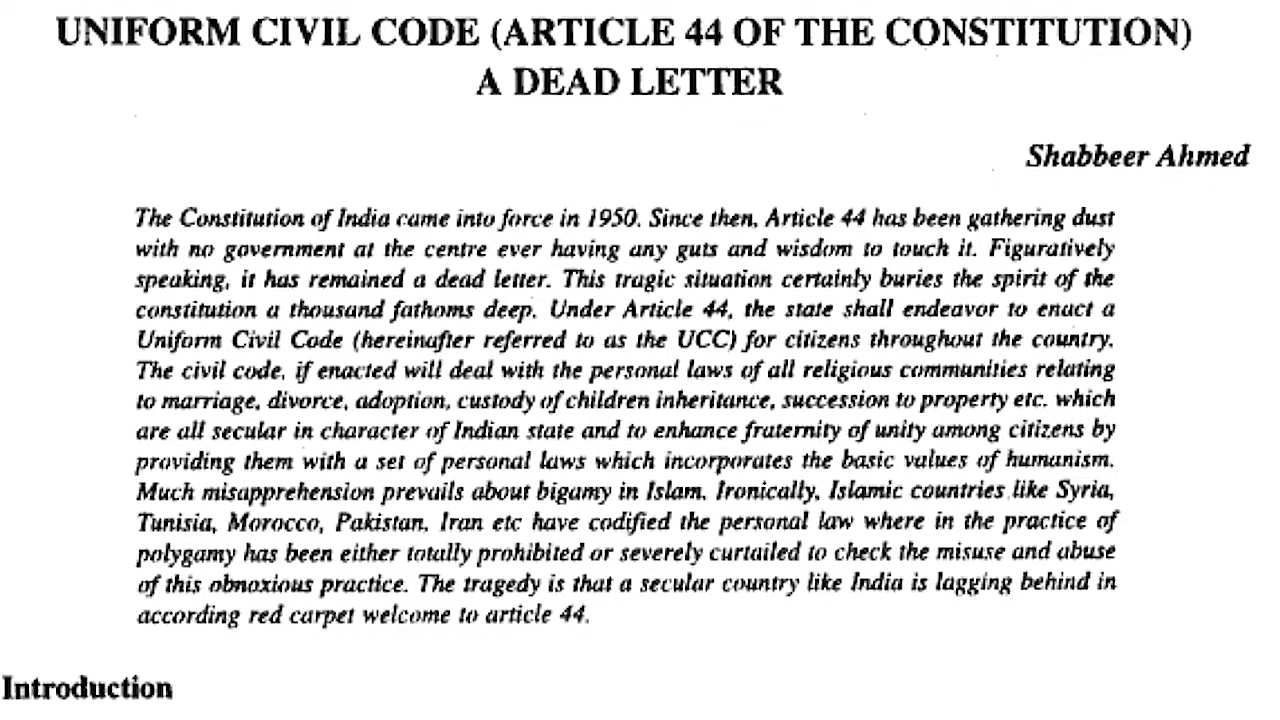 UNIFORM CIVIL CODE (ARTICLE 44 OF THE CONSTITUTION)
A DEAD LETTER
Shabbeer Ahmed
The Constitution of India came into force in 1950. Since then, Article 44 has been gathering dust
with no government at the centre ever having any guts and wisdom to touch it. Figuratively
speaking, it has remained a dead letter. This tragic situation certainly buries the spirit of the
constitution a thousand fathoms deep. Under Article 44, the state shall endeavor to enact a
Uniform Civil Code (hereinafter referred to as the UCC) for citizens throughout the country.
The civil code, if enacted will deal with the personal laws of all religious communities relating
to marriage, divorce, adoption, custody of children inheritance, succession to property etc. which
are all secular in character of Indian state and to enhance fraternity of unity among citizens by
providing them with a set of personal laws which incorporates the basic values of humanism.
Much misapprehension prevails about bigamy in Islam. Ironically, Islamic countries like Syria,
Tunisia, Morocco, Pakistan, Iran etc have codified the personal law where in the practice of
polygamy has been either totally prohibited or severely curtailed to check the misuse and abuse
of this obnoxious practice. The tragedy is that a secular country like India is lagging behind in
according red carpet welcome to article 44.
Introduction